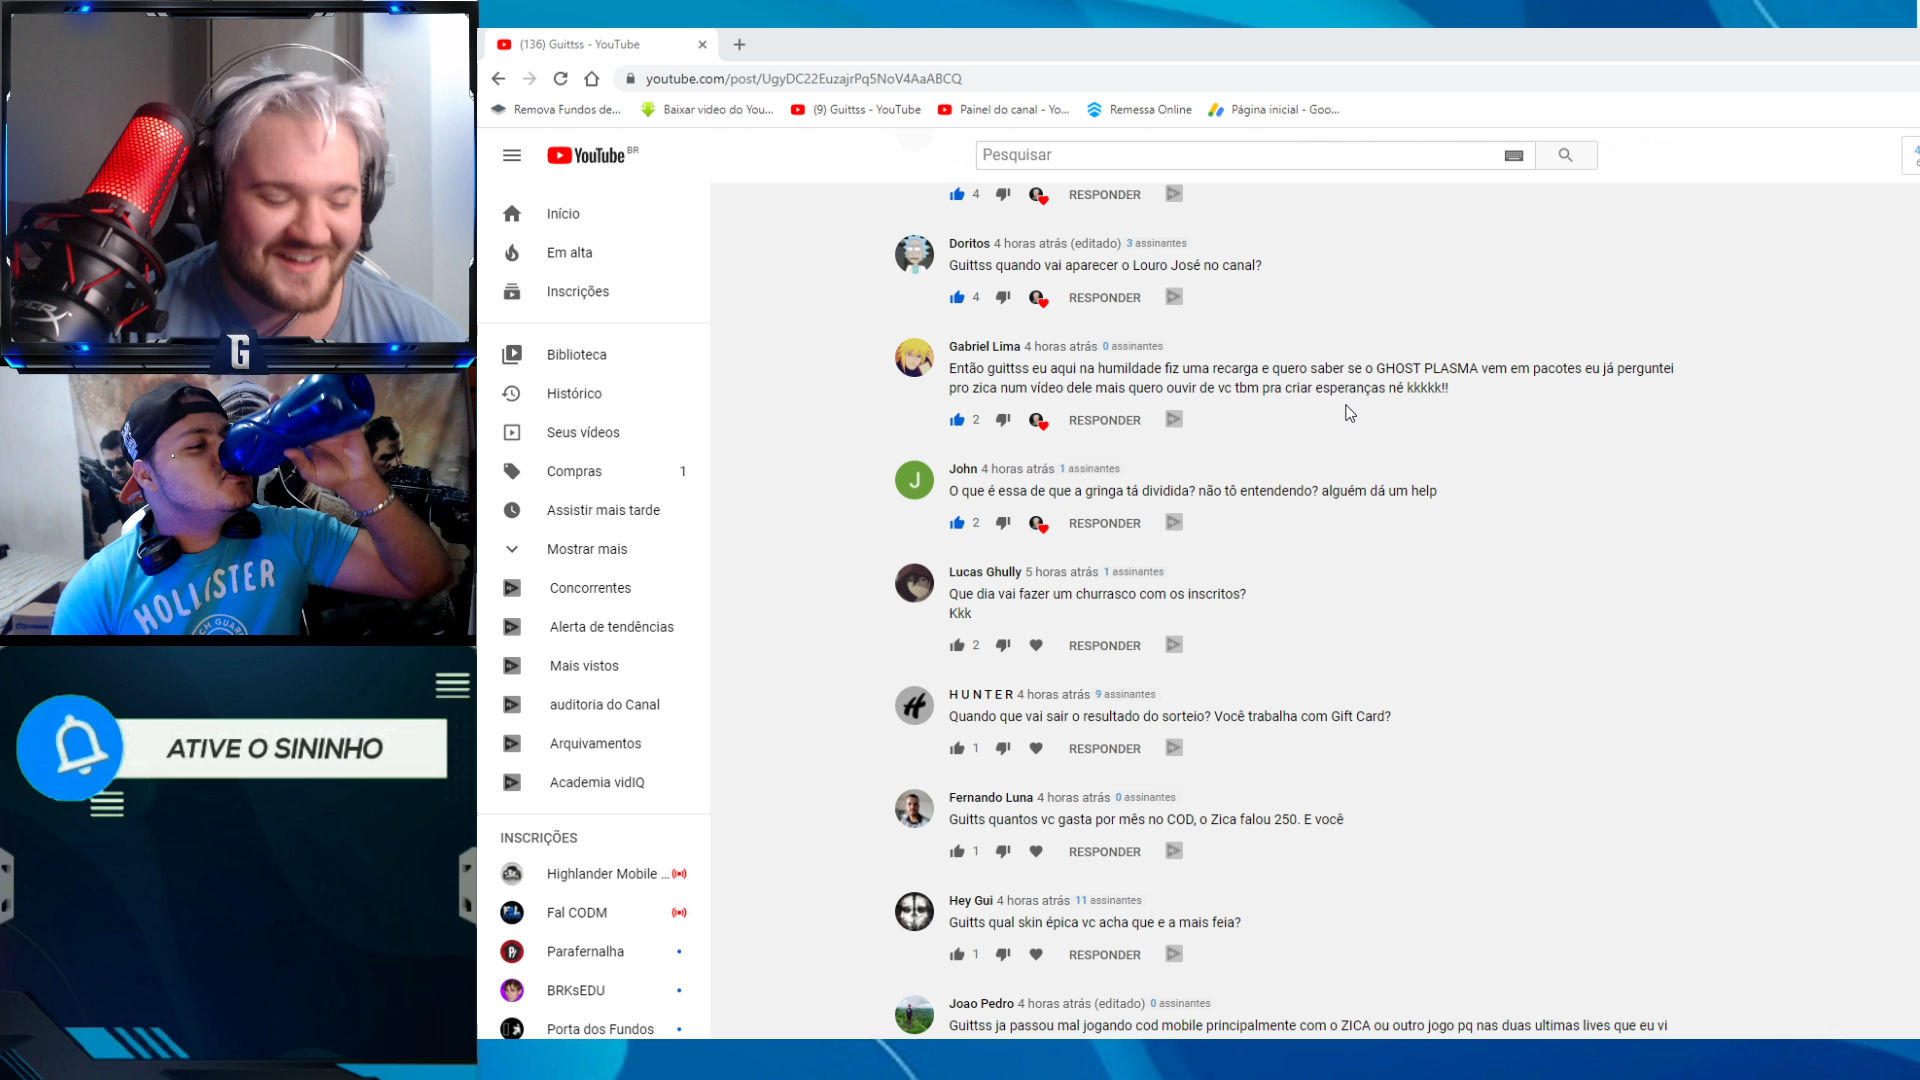 (136) Guittss - YouTube
youtube.com/post/UgyDC22EuzajrPq5NoV4AaABCQ
Remova Fundos de... Baixar video do You... (9) Guittss - YouTube Painel do canal - Yo... Remessa Online Página inicial - Goo...
YouTube BR
Pesquisar
Início
Em alta
Inscrições
Biblioteca
Histórico
Seus vídeos
Compras 1
Assistir mais tarde
Mostrar mais
Concorrentes
Alerta de tendências
Mais vistos
auditoria do Canal
Arquivamentos
Academia vidIQ
INSCRIÇÕES
Highlander Mobile ...
Fal CODM
Parafernalha
BRKsEDU
Porta dos Fundos
4 RESPONDER
Doritos 4 horas atrás (editado) 3 assinantes
Guittss quando vai aparecer o Louro José no canal?
4 RESPONDER
Gabriel Lima 4 horas atrás 0 assinantes
Então guittss eu aqui na humildade fiz uma recarga e quero saber se o GHOST PLASMA vem em pacotes eu já perguntei
pro zica num vídeo dele mais quero ouvir de vc tbm pra criar esperanças né kkkkk!!
2 RESPONDER
J
John 4 horas atrás 1 assinantes
O que é essa de que a gringa tá dividida? não tô entendendo? alguém dá um help
2 RESPONDER
Lucas Ghully 5 horas atrás 1 assinantes
Que dia vai fazer um churrasco com os inscritos?
Kkk
2 RESPONDER
H U N T E R 4 horas atrás 9 assinantes
Quando que vai sair o resultado do sorteio? Você trabalha com Gift Card?
1 RESPONDER
Fernando Luna 4 horas atrás 0 assinantes
Guitts quantos vc gasta por mês no COD, o Zica falou 250. E você
1 RESPONDER
Hey Gui 4 horas atrás 11 assinantes
Guitts qual skin épica vc acha que e a mais feia?
1 RESPONDER
Joao Pedro 4 horas atrás (editado) 0 assinantes
Guittss ja passou mal jogando cod mobile principalmente com o ZICA ou outro jogo pq nas duas ultimas lives que eu vi
G
HOLLISTER
ATIVE O SININHO